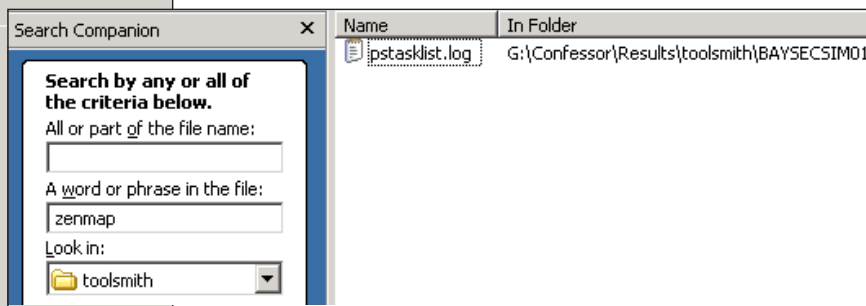 Search Companion
Name In Folder
pstasklist.log G:\Confessor\Results\toolsmith\BAYSECSIM01
Search by any or all of
the criteria below.
All or part of the file name:
A word or phrase in the file:
zenmap
Look in:
toolsmith